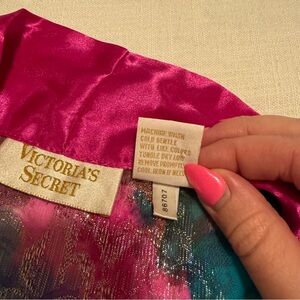 VICTORIA'S
SECRET
MACHINE WASH
COLD GENTLE
WITH LIKE COLORS
TUMBLE DRY LOW
REMOVE PROMPTLY
COOL IRON IF NEEDED
86707